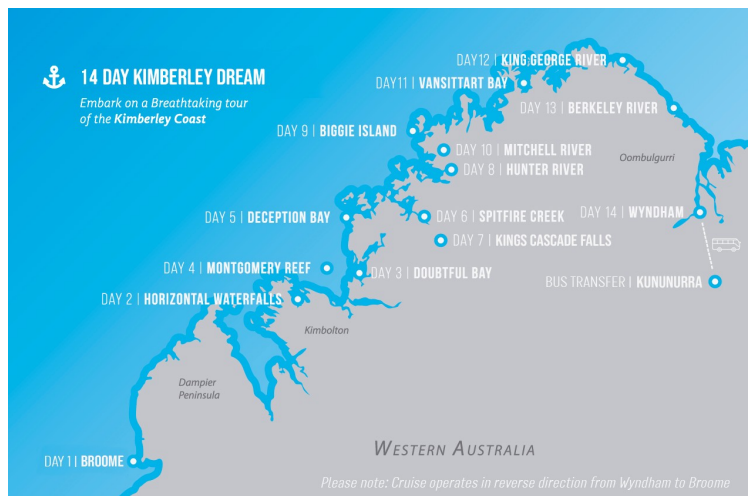 14 DAY KIMBERLEY DREAM
Embark on a Breathtaking tour
of the Kimberley Coast
DAY12 | KING GEORGE RIVER
DAY11 | VANSITTART BAY
DAY 13 | BERKELEY RIVER
DAY 9 | BIGGIE ISLAND
DAY 10 | MITCHELL RIVER
Oombulgurri
DAY 8 | HUNTER RIVER
DAY 5 | DECEPTION BAY
DAY 6 | SPITFIRE CREEK
DAY 14 | WYNDHAM
DAY 7 | KINGS CASCADE FALLS
DAY 4 | MONTGOMERY REEF
DAY 3 | DOUBTFUL BAY
BUS TRANSFER | KUNUNURRA
DAY 2 | HORIZONTAL WATERFALLS
Kimbolton
Dampier
Peninsula
WESTERN AUSTRALIA
DAY 1 | BROOME
Please note: Cruise operates in reverse direction from Wyndham to Broome